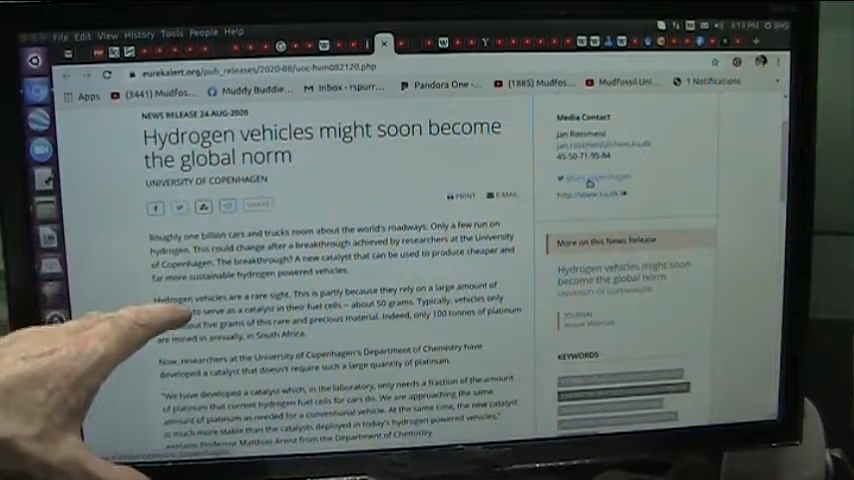 File Edit View History Tools People Help
eurekalert.org/pub_releases/2020-08/uoc-hvm082120.php
Apps (3441) Mudfos... Muddy Buddie... Inbox - rspurr... Pandora One -... (1885) Mudfos... MudFossil Uni... 1 Notifications
NEWS RELEASE 24-AUG-2020
Hydrogen vehicles might soon become
the global norm
UNIVERSITY OF COPENHAGEN
SHARE
PRINT E-MAIL
Roughly one billion cars and trucks zoom about the world's roadways. Only a few run on
hydrogen. This could change after a breakthrough achieved by researchers at the University
of Copenhagen. The breakthrough? A new catalyst that can be used to produce cheaper and
far more sustainable hydrogen powered vehicles.
Hydrogen vehicles are a rare sight. This is partly because they rely on a large amount of
to serve as a catalyst in their fuel cells - about 50 grams. Typically, vehicles only
about five grams of this rare and precious material. Indeed, only 100 tonnes of platinum
are mined in annually, in South Africa.
Now, researchers at the University of Copenhagen's Department of Chemistry have
developed a catalyst that doesn't require such a large quantity of platinum.
"We have developed a catalyst which, in the laboratory, only needs a fraction of the amount
of platinum that current hydrogen fuel cells for cars do. We are approaching the same
amount of platinum as needed for a conventional vehicle. At the same time, the new catalyst
is much more stable than the catalysts deployed in today's hydrogen powered vehicles,"
explains Professor Matthias Arenz from the Department of Chemistry.
Media Contact
Jan Rossmeisl
45-50-71-95-84
http://www.ku.dk
More on this News Release
Hydrogen vehicles might soon
become the global norm
UNIVERSITY OF COPENHAGEN
JOURNAL
Nature Materials
KEYWORDS